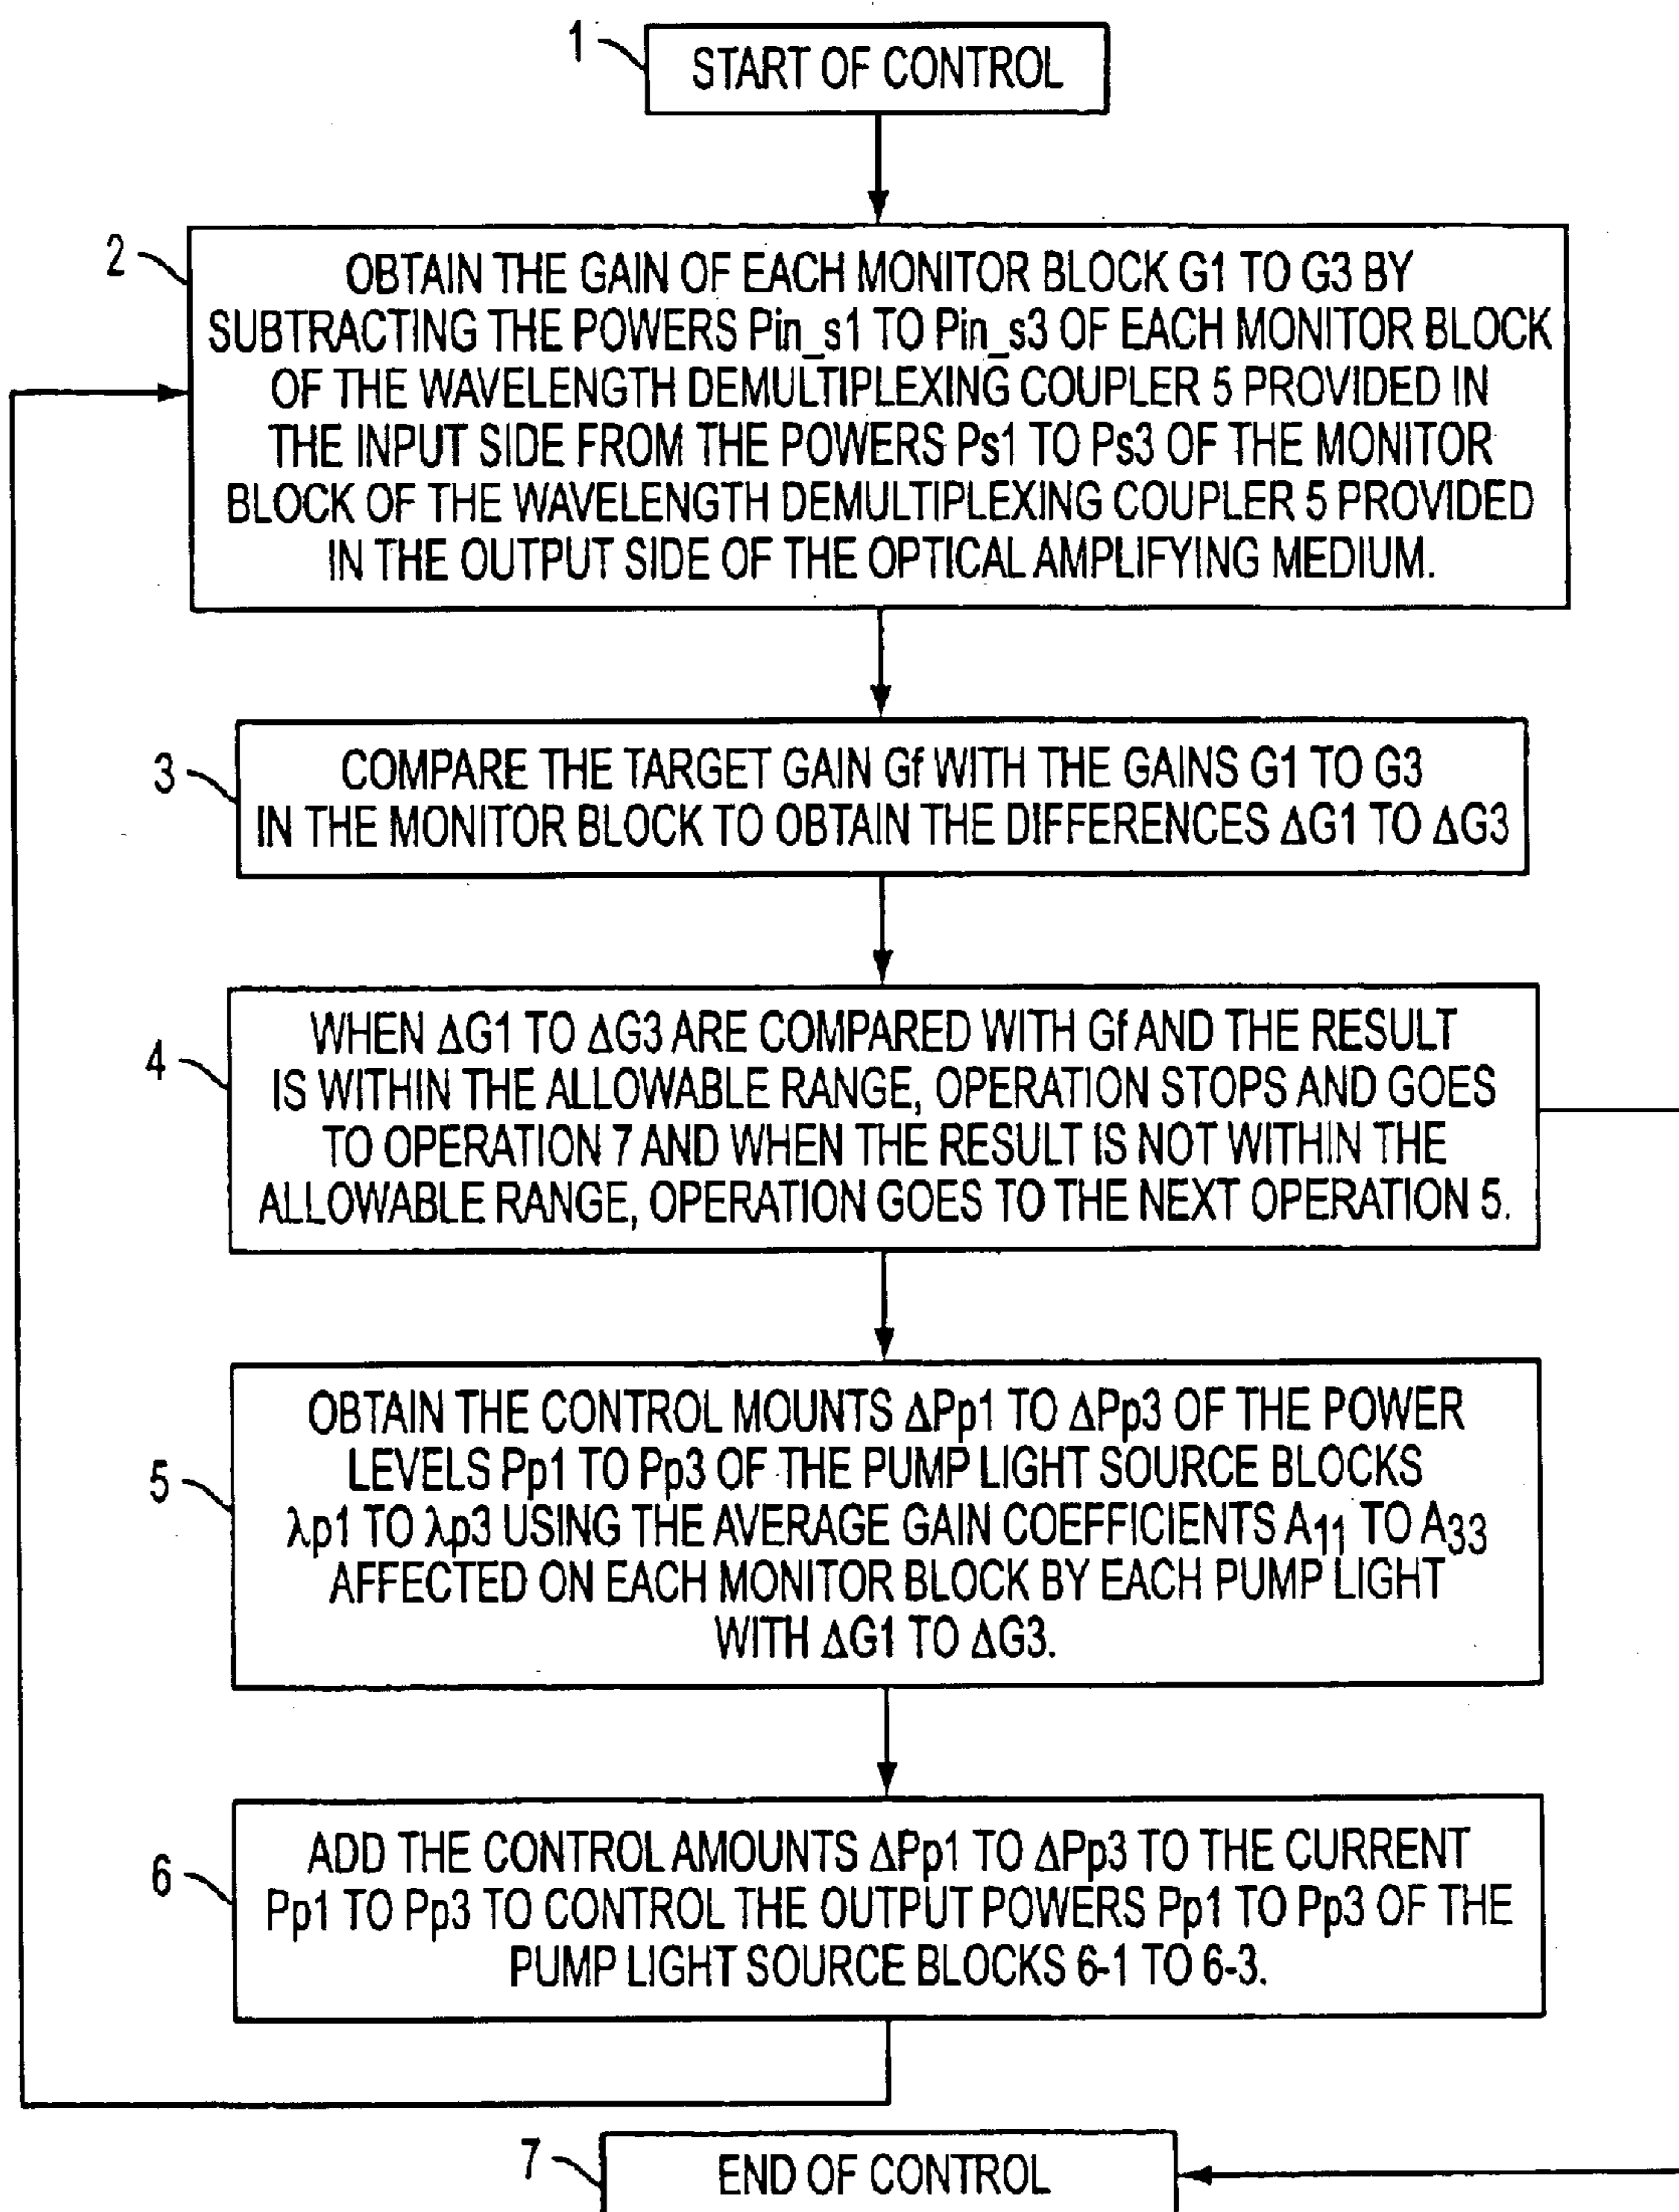 1
START OF CONTROL
2
OBTAIN THE GAIN OF EACH MONITOR BLOCK G1 TO G3 BY
SUBTRACTING THE POWERS Pin_s1 TO Pin_s3 OF EACH MONITOR BLOCK
OF THE WAVELENGTH DEMULTIPLEXING COUPLER 5 PROVIDED IN
THE INPUT SIDE FROM THE POWERS Ps1 TO Ps3 OF THE MONITOR
BLOCK OF THE WAVELENGTH DEMULTIPLEXING COUPLER 5 PROVIDED
IN THE OUTPUT SIDE OF THE OPTICAL AMPLIFYING MEDIUM.
3
COMPARE THE TARGET GAIN Gf WITH THE GAINS G1 TO G3
IN THE MONITOR BLOCK TO OBTAIN THE DIFFERENCES ΔG1 TO ΔG3
4
WHEN ΔG1 TO ΔG3 ARE COMPARED WITH Gf AND THE RESULT
IS WITHIN THE ALLOWABLE RANGE, OPERATION STOPS AND GOES
TO OPERATION 7 AND WHEN THE RESULT IS NOT WITHIN THE
ALLOWABLE RANGE, OPERATION GOES TO THE NEXT OPERATION 5.
5
OBTAIN THE CONTROL MOUNTS ΔPp1 TO ΔPp3 OF THE POWER
LEVELS Pp1 TO Pp3 OF THE PUMP LIGHT SOURCE BLOCKS
λp1 TO λp3 USING THE AVERAGE GAIN COEFFICIENTS A11 TO A33
AFFECTED ON EACH MONITOR BLOCK BY EACH PUMP LIGHT
WITH ΔG1 TO ΔG3.
6
ADD THE CONTROL AMOUNTS ΔPp1 TO ΔPp3 TO THE CURRENT
Pp1 TO Pp3 TO CONTROL THE OUTPUT POWERS Pp1 TO Pp3 OF THE
PUMP LIGHT SOURCE BLOCKS 6-1 TO 6-3.
7
END OF CONTROL